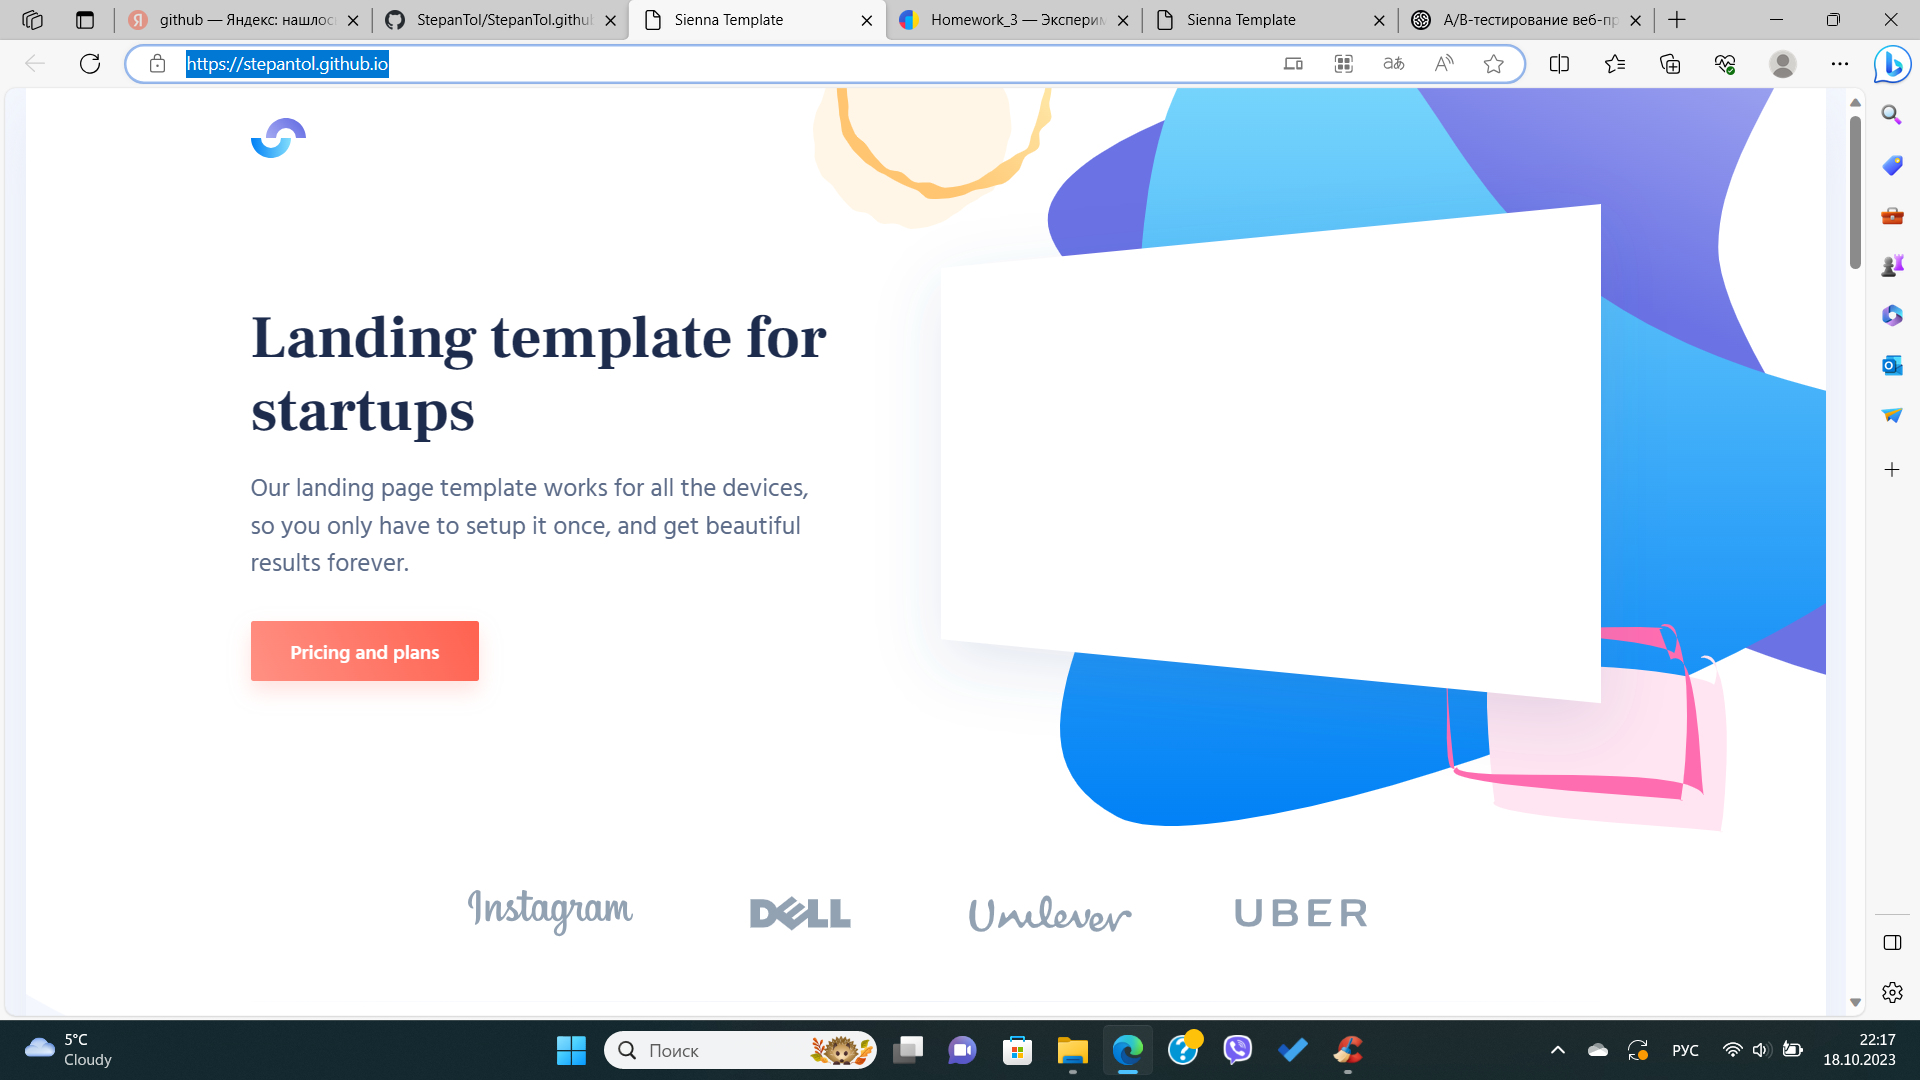 github — Яндекс: нашлос
StepanTol/StepanTol.githu
Sienna Template
Homework_3 — Эксперим
Sienna Template
A/B-тестирование веб-пр
https://stepantol.github.io
Landing template for
startups
Our landing page template works for all the devices,
so you only have to setup it once, and get beautiful
results forever.
Pricing and plans
Instagram
DELL
Unilever
UBER
5°C
Cloudy
Поиск
РУС
22:17
18.10.2023